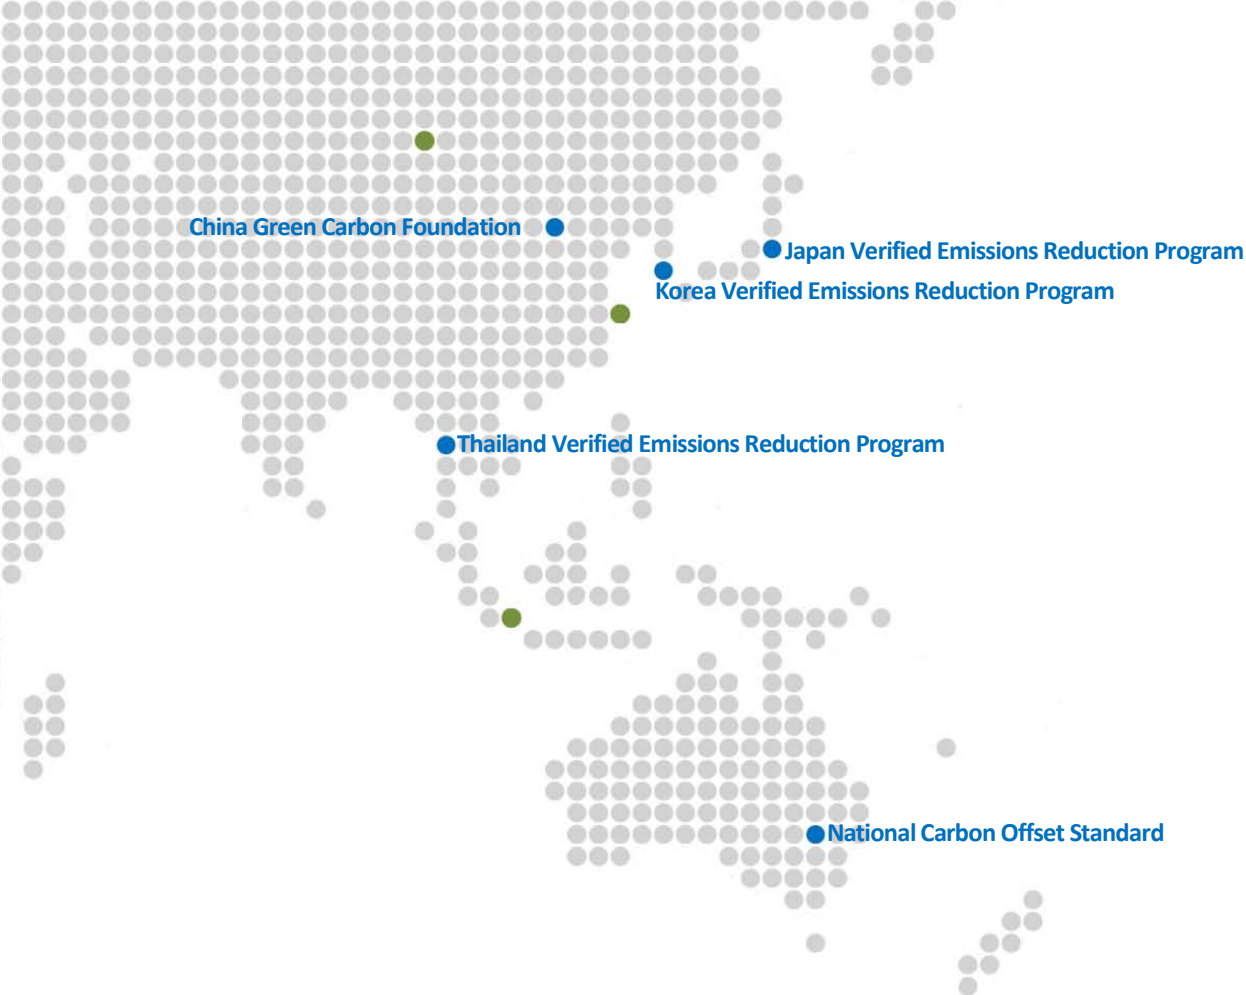 China Green Carbon Foundation
Japan Verified Emissions Reduction Program
Korea Verified Emissions Reduction Program
Thailand Verified Emissions Reduction Program
National Carbon Offset Standard